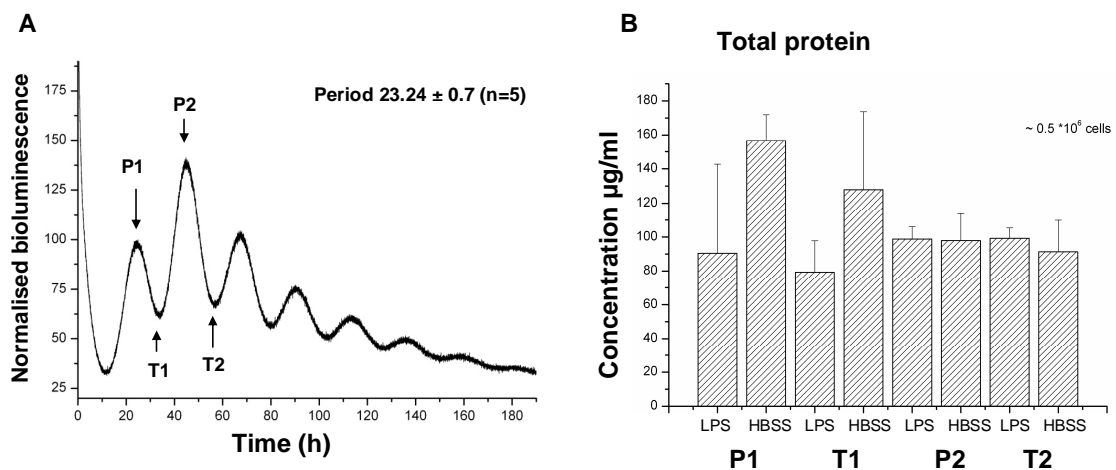 A
Normalised bioluminescence
175
150
125
100
75
50
25
P1
P2
T1
T2
Period 23.24 ± 0.7 (n=5)
0 20 40 60 80 100 120 140 160 180
Time (h)
B
Total protein
Concentration µg/ml
180
160
140
120
100
80
60
40
20
0
~ 0.5 *10⁶ cells
LPS HBSS LPS HBSS LPS HBSS LPS HBSS
P1 T1 P2 T2